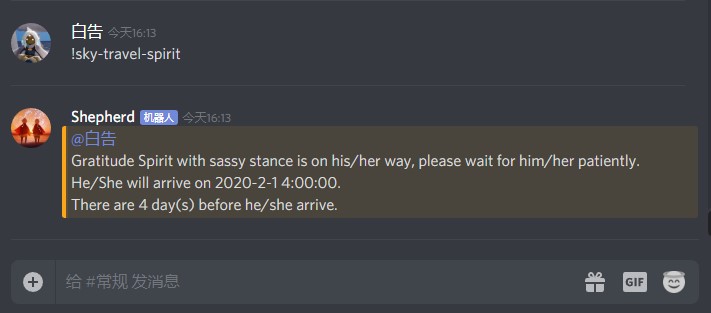 白告 今天16:13
!sky-travel-spirit
Shepherd 机器人 今天16:13
@白告
Gratitude Spirit with sassy stance is on his/her way, please wait for him/her patiently.
He/She will arrive on 2020-2-1 4:00:00.
There are 4 day(s) before he/she arrive.
给 #常规 发消息
GIF